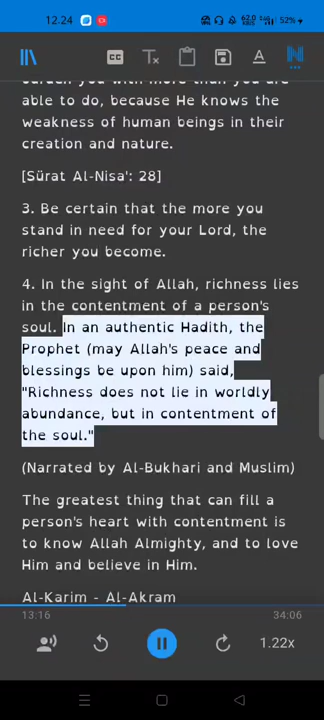 12.24
62.0
KB/S
52%
CC
burden you with more than you are
able to do, because He knows the
weakness of human beings in their
creation and nature.
[Sūrat Al-Nisa': 28]
3. Be certain that the more you
stand in need for your Lord, the
richer you become.
4. In the sight of Allah, richness lies
in the contentment of a person's
soul. In an authentic Hadith, the
Prophet (may Allah's peace and
blessings be upon him) said,
"Richness does not lie in worldly
abundance, but in contentment of
the soul."
(Narrated by Al-Bukhari and Muslim)
The greatest thing that can fill a
person's heart with contentment is
to know Allah Almighty, and to love
Him and believe in Him.
Al-Karim - Al-Akram
13:16
34:06
1.22x